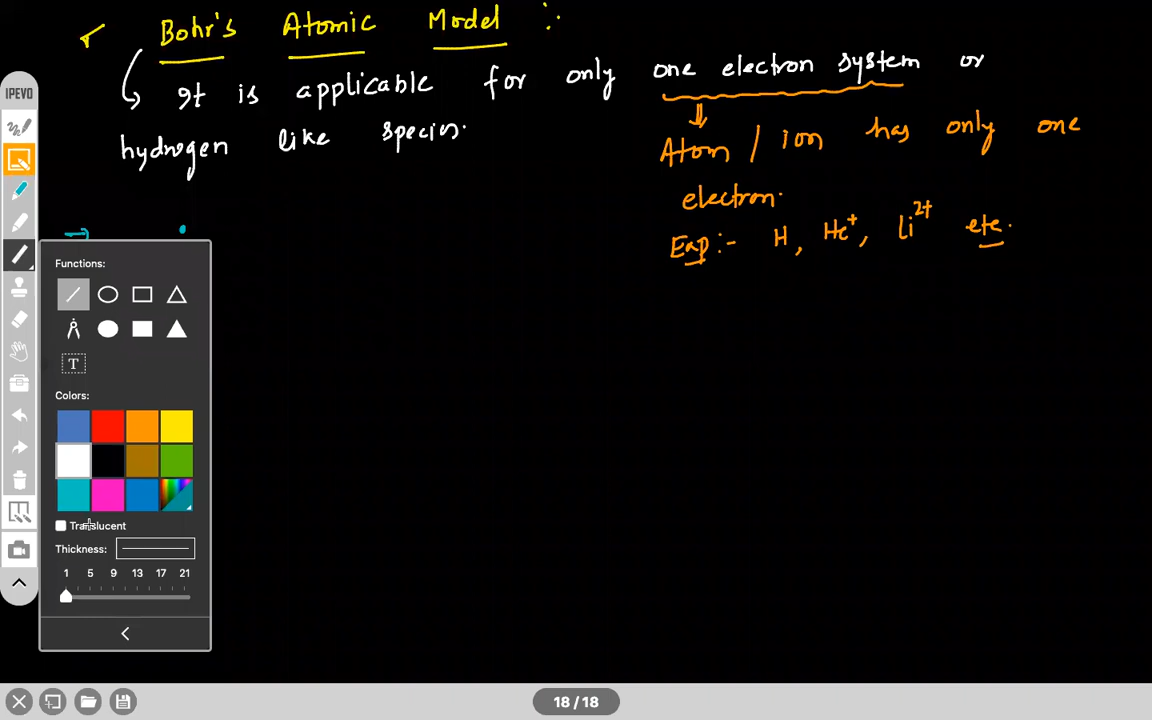 Bohr's Atomic Model :
It is applicable for only one electron system or
hydrogen like species.
Atom / ion has only one
electron.
Exp :- H, He⁺, Li²⁺ etc.
IPEVO
Functions:
T
Colors:
Translucent
Thickness:
1 5 9 13 17 21
18 / 18